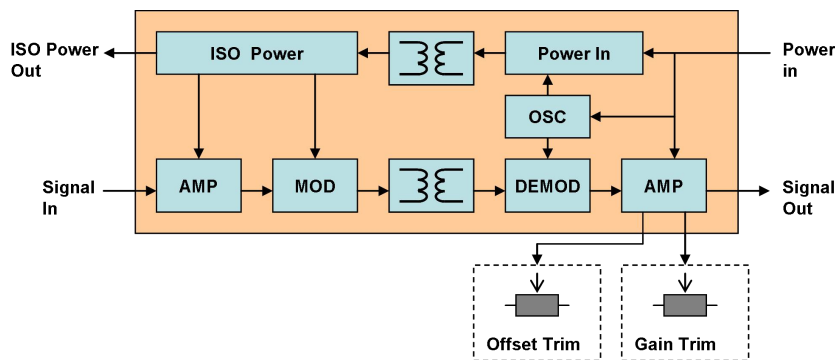 ISO Power
Out
ISO Power
Power In
Power
in
OSC
Signal
In
AMP
MOD
DEMOD
AMP
Signal
Out
Offset Trim
Gain Trim